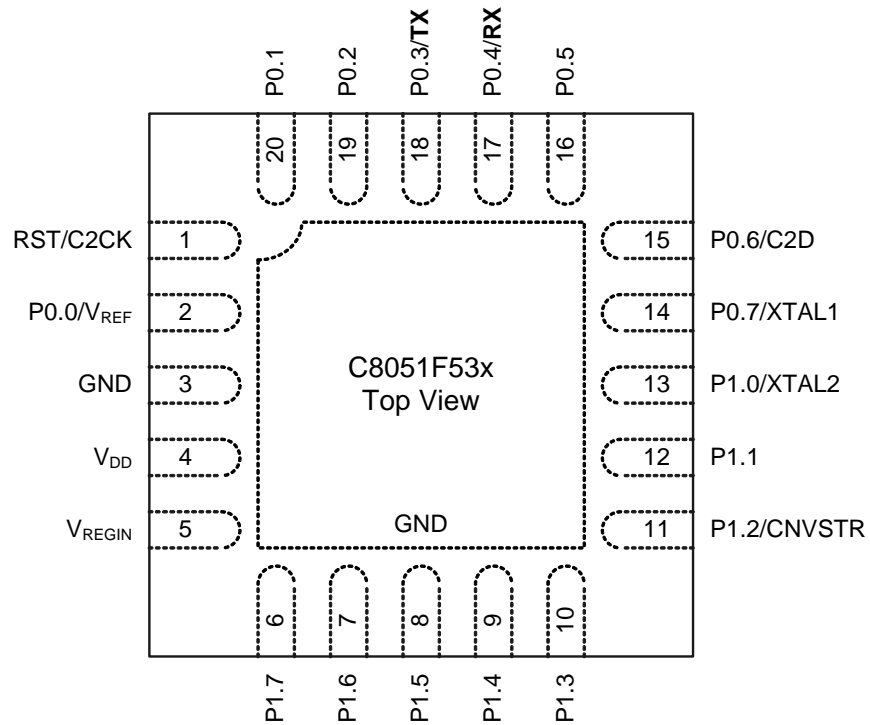 P0.1
P0.2
P0.3/TX
P0.4/RX
P0.5
20
19
18
17
16
RST/C2CK
1
15
P0.6/C2D
P0.0/VREF
2
14
P0.7/XTAL1
GND
3
13
P1.0/XTAL2
VDD
4
12
P1.1
VREGIN
5
11
P1.2/CNVSTR
C8051F53x
Top View
GND
6
7
8
9
10
P1.7
P1.6
P1.5
P1.4
P1.3